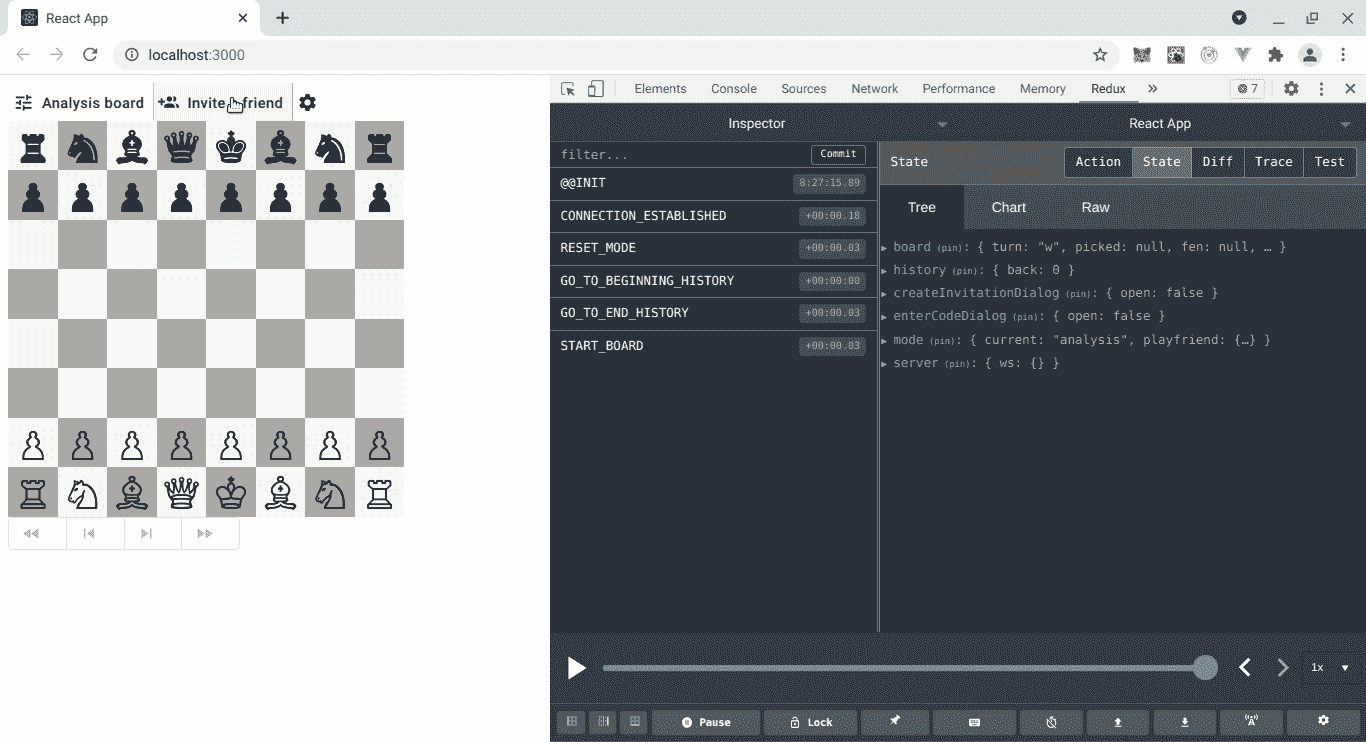 React App
localhost:3000
Analysis board
Invite friend
Elements Console Sources Network Performance Memory Redux » 7
Inspector
React App
filter...
Commit
@@INIT 8:27:15.89
CONNECTION_ESTABLISHED +00:00.18
RESET_MODE +00:00.03
GO_TO_BEGINNING_HISTORY +00:00:00
GO_TO_END_HISTORY +00:00.03
START_BOARD +00:00.03
State
Action State Diff Trace Test
Tree Chart Raw
board (pin): { turn: "w", picked: null, fen: null, … }
history (pin): { back: 0 }
createInvitationDialog (pin): { open: false }
enterCodeDialog (pin): { open: false }
mode (pin): { current: "analysis", playfriend: {…} }
server (pin): { ws: {} }
1x
Pause
Lock